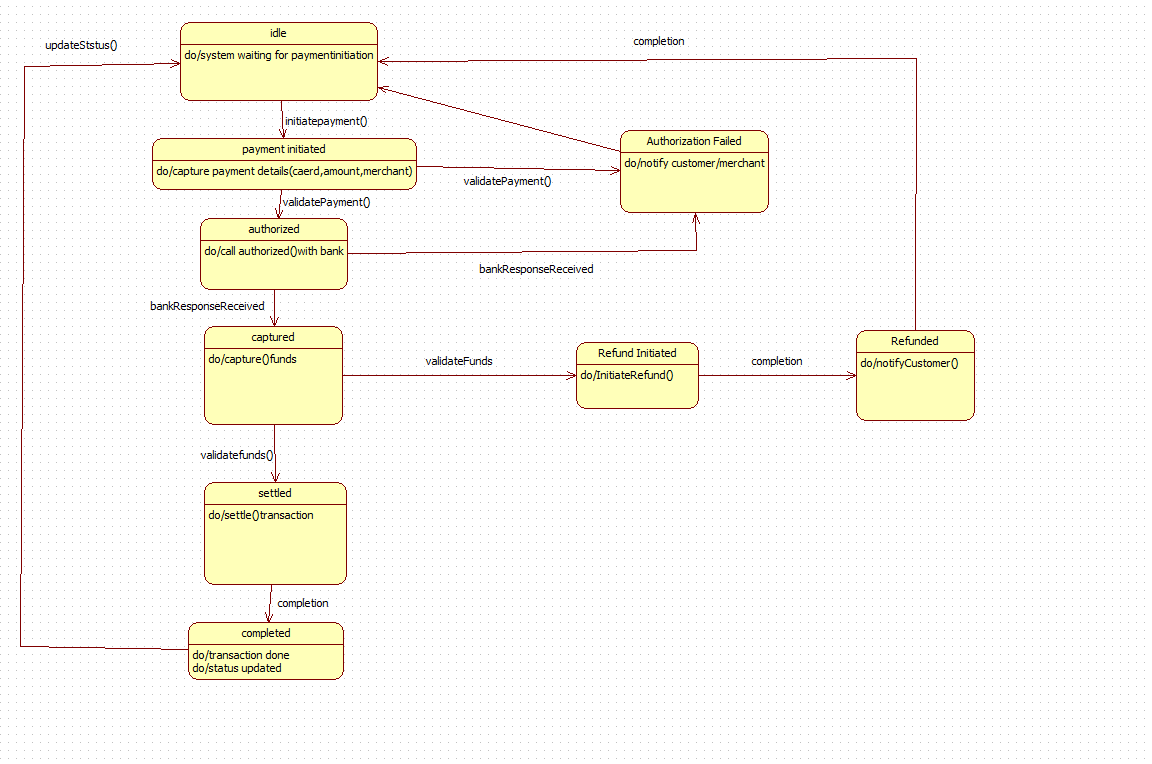 idle
updateStstus()
completion
do/system waiting for paymentinitiation
initiatepayment()
payment initiated
Authorization Failed
do/capture payment details(caerd,amount,merchant)
do/notify customer/merchant
validatePayment()
validatePayment()
authorized
do/call authorized()with bank
bankResponseReceived
bankResponseReceived
captured
do/capture()funds
validateFunds
Refund Initiated
do/InitiateRefund()
completion
Refunded
do/notifyCustomer()
validatefunds()
settled
do/settle()transaction
completion
completed
do/transaction done
do/status updated